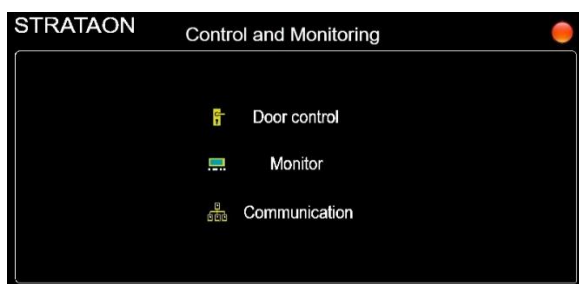 STRATAON
Control and Monitoring
Door control
Monitor
Communication